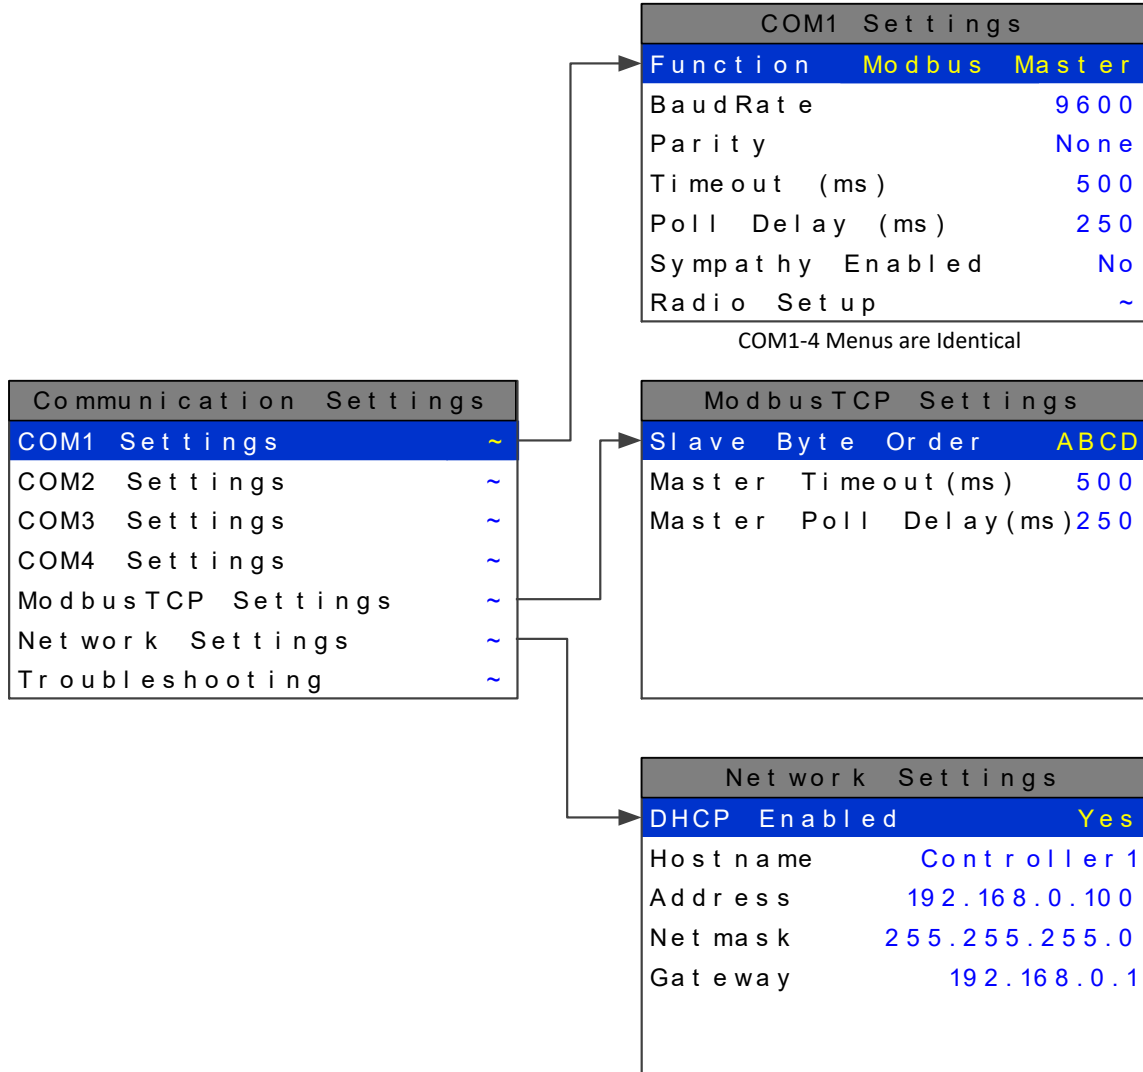 COM1 Settings
Function Modbus Master
BaudRate 9600
Parity None
Timeout (ms) 500
Poll Delay (ms) 250
Sympathy Enabled No
Radio Setup ~
COM1-4 Menus are Identical
Communication Settings
COM1 Settings ~
COM2 Settings ~
COM3 Settings ~
COM4 Settings ~
ModbusTCP Settings ~
Network Settings ~
Troubleshooting ~
ModbusTCP Settings
Slave Byte Order ABCD
Master Timeout(ms) 500
Master Poll Delay(ms)250
Network Settings
DHCP Enabled Yes
Hostname Controller1
Address 192.168.0.100
Netmask 255.255.255.0
Gateway 192.168.0.1